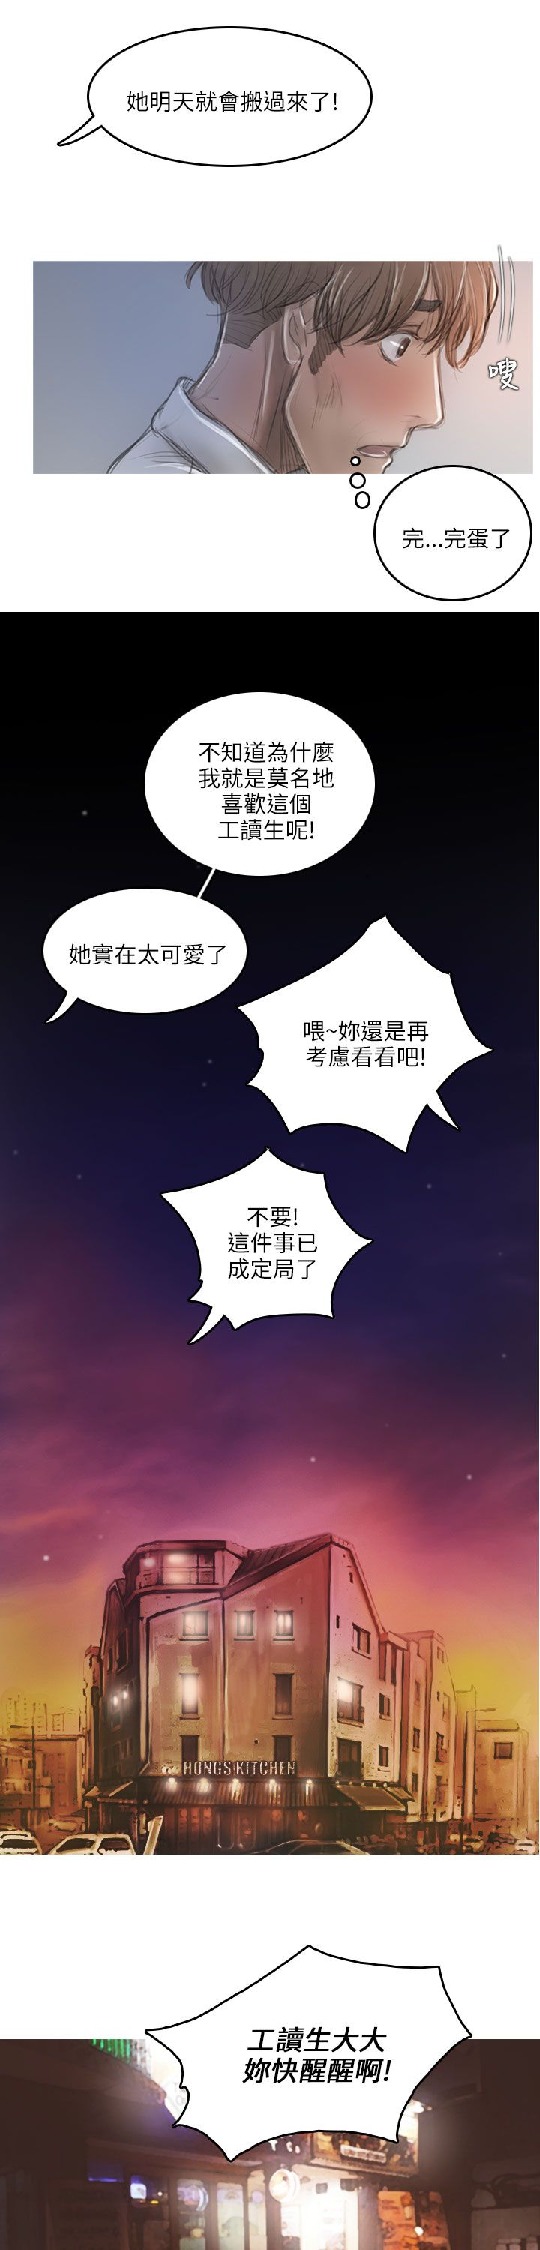 她明天就會搬過來了!
嗖
完...完蛋了
不知道為什麼
我就是莫名地
喜歡這個
工讀生呢!
她實在太可愛了
喂~妳還是再
考慮看看吧!
不要!
這件事已
成定局了
HONGS KITCHEN
工讀生大大
妳快醒醒啊!